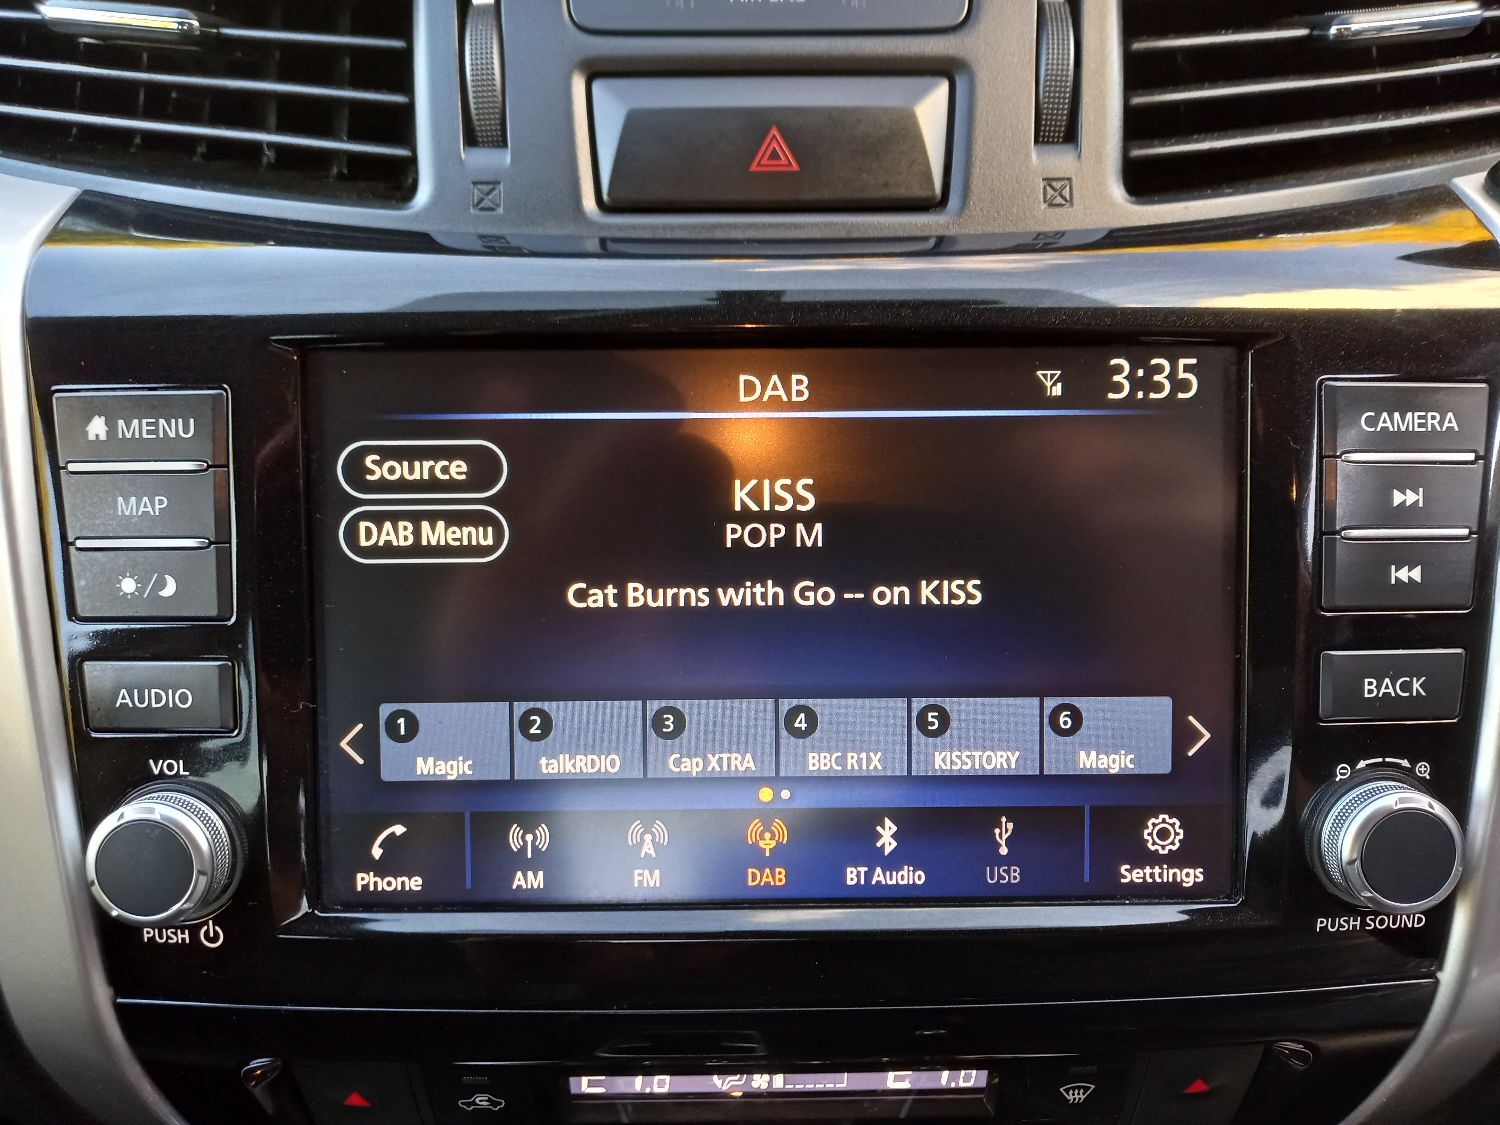 DAB
3:35
MENU
CAMERA
Source
KISS
MAP
DAB Menu
POP M
Cat Burns with Go -- on KISS
AUDIO
BACK
1
2
3
4
5
6
Magic
talkRDIO
Cap XTRA
BBC R1X
KISSTORY
Magic
VOL
Phone
AM
FM
DAB
BT Audio
USB
Settings
PUSH
PUSH SOUND